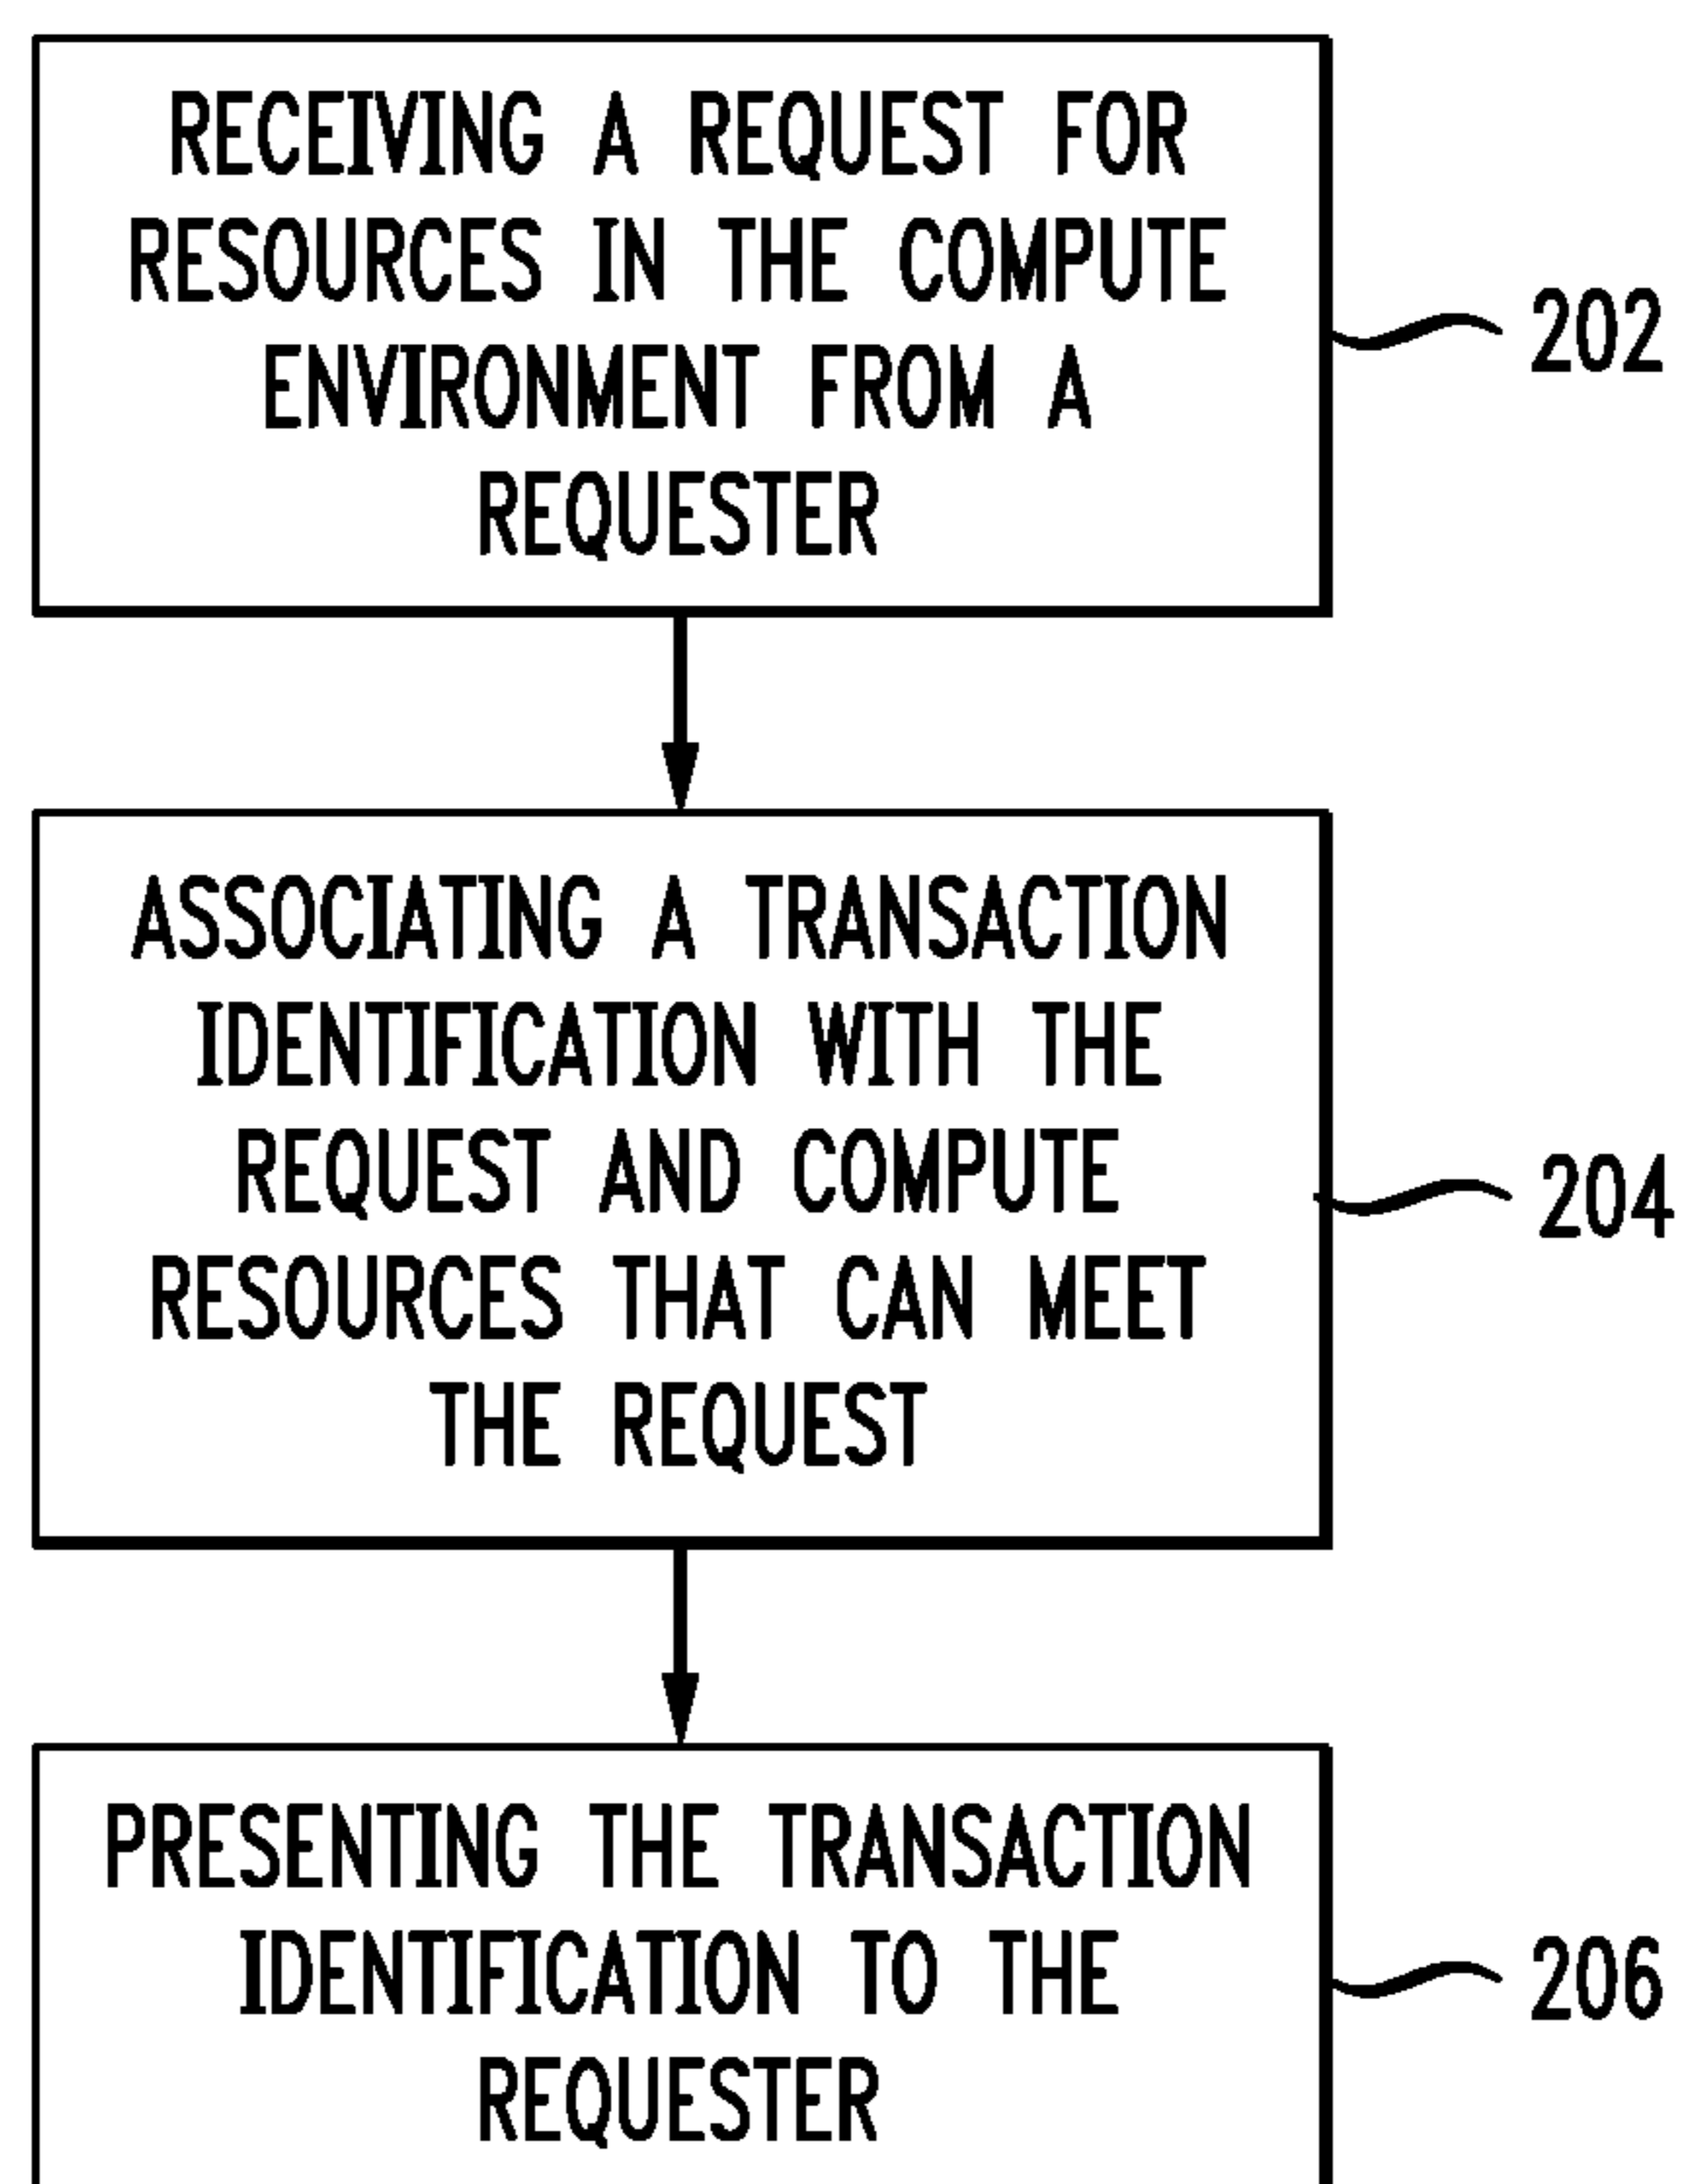 RECEIVING A REQUEST FOR
RESOURCES IN THE COMPUTE
ENVIRONMENT FROM A
REQUESTER
202
ASSOCIATING A TRANSACTION
IDENTIFICATION WITH THE
REQUEST AND COMPUTE
RESOURCES THAT CAN MEET
THE REQUEST
204
PRESENTING THE TRANSACTION
IDENTIFICATION TO THE
REQUESTER
206